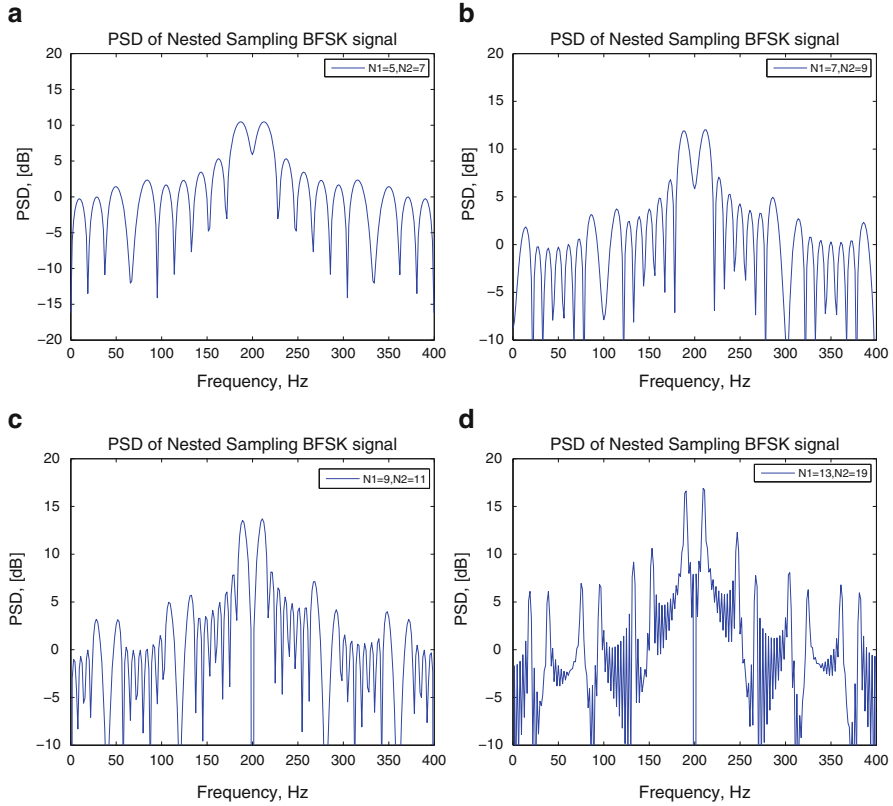 a
PSD of Nested Sampling BFSK signal
N1=5,N2=7
PSD, [dB]
20
15
10
5
0
−5
−10
−15
−20
0 50 100 150 200 250 300 350 400
Frequency, Hz
b
PSD of Nested Sampling BFSK signal
N1=7,N2=9
PSD, [dB]
20
15
10
5
0
−5
−10
0 50 100 150 200 250 300 350 400
Frequency, Hz
c
PSD of Nested Sampling BFSK signal
N1=9,N2=11
PSD, [dB]
20
15
10
5
0
−5
−10
0 50 100 150 200 250 300 350 400
Frequency, Hz
d
PSD of Nested Sampling BFSK signal
N1=13,N2=19
PSD, [dB]
20
15
10
5
0
−5
−10
0 50 100 150 200 250 300 350 400
Frequency, Hz